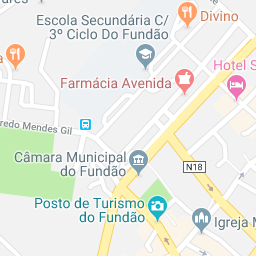 Divino
Escola Secundária C/
3º Ciclo Do Fundão
Farmácia Avenida
Hotel S
redo Mendes Gil
Câmara Municipal
do Fundão
N18
Posto de Turismo
do Fundão
Igreja M